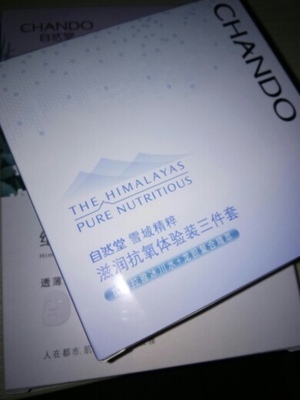 CHANDO
自然堂
CHANDO
THE HIMALAYAS
PURE NUTRITIOUS
自然堂 雪域精粹
滋润抗氧体验装三件套
透薄
人在都市,肌